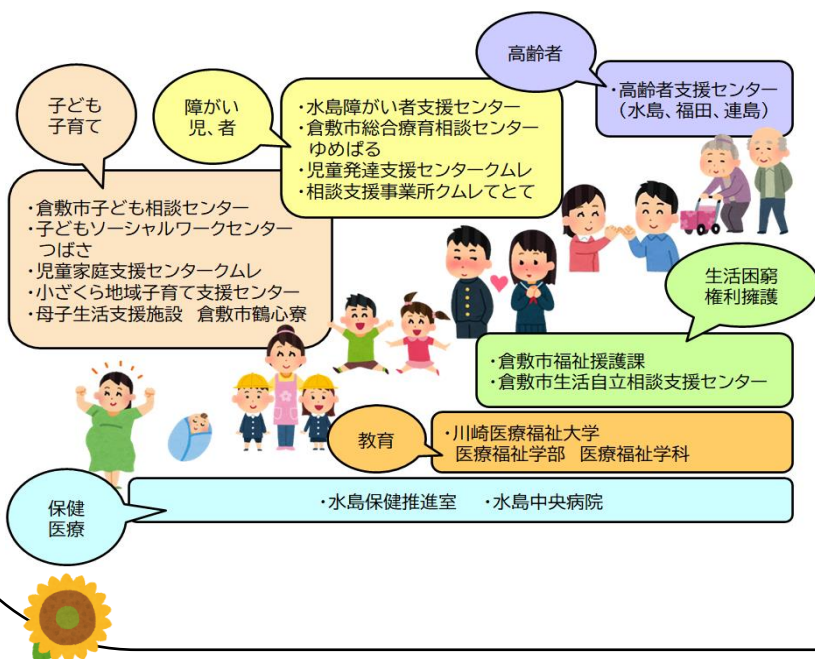 高齢者
・高齢者支援センター
(水島、福田、連島)
子ども
子育て
障がい
児、者
・水島障がい者支援センター
・倉敷市総合療育相談センター
ゆめぱる
・児童発達支援センタークムレ
・相談支援事業所クムレてとて
・倉敷市子ども相談センター
・子どもソーシャルワークセンター
つばさ
・児童家庭支援センタークムレ
・小ざくら地域子育て支援センター
・母子生活支援施設 倉敷市鶴心寮
生活困窮
権利擁護
・倉敷市福祉援護課
・倉敷市生活自立相談支援センター
教育
・川崎医療福祉大学
医療福祉学部 医療福祉学科
保健
医療
・水島保健推進室 ・水島中央病院